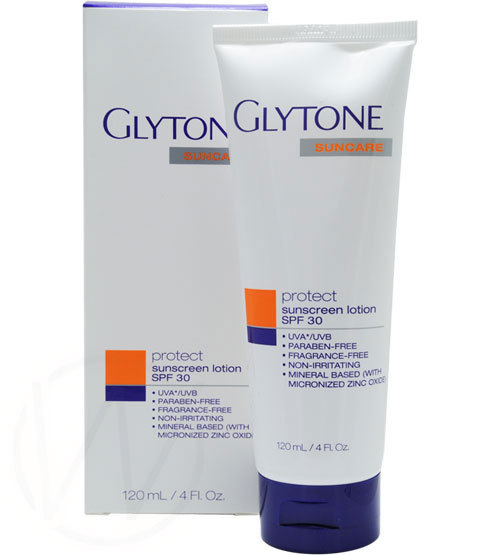 GLYTON
SUNCA
protect
sunscreen lotion
SPF 30
• UVA*/UVB
• PARABEN-FREE
• FRAGRANCE-FREE
• NON-IRRITATING
• MINERAL BASED (WITH
MICRONIZED ZINC OXIDE
120 mL / 4 Fl. Oz.
GLYTONE
SUNCARE
protect
sunscreen lotion
SPF 30
• UVA*/UVB
• PARABEN-FREE
• FRAGRANCE-FREE
• NON-IRRITATING
• MINERAL BASED (WITH
MICRONIZED ZINC OXIDE)
120 mL / 4 Fl. Oz.